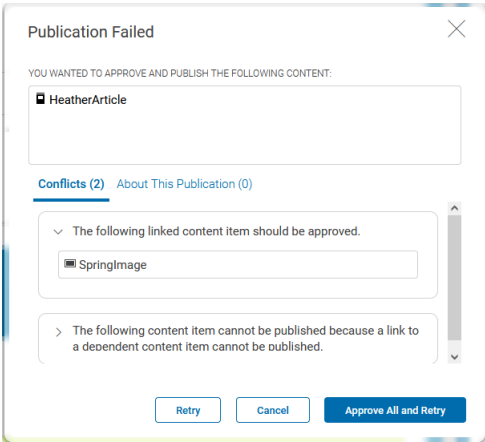 Publication Failed
YOU WANTED TO APPROVE AND PUBLISH THE FOLLOWING CONTENT:
HeatherArticle
Conflicts (2) About This Publication (0)
The following linked content item should be approved.
SpringImage
The following content item cannot be published because a link to
a dependent content item cannot be published.
Retry Cancel Approve All and Retry